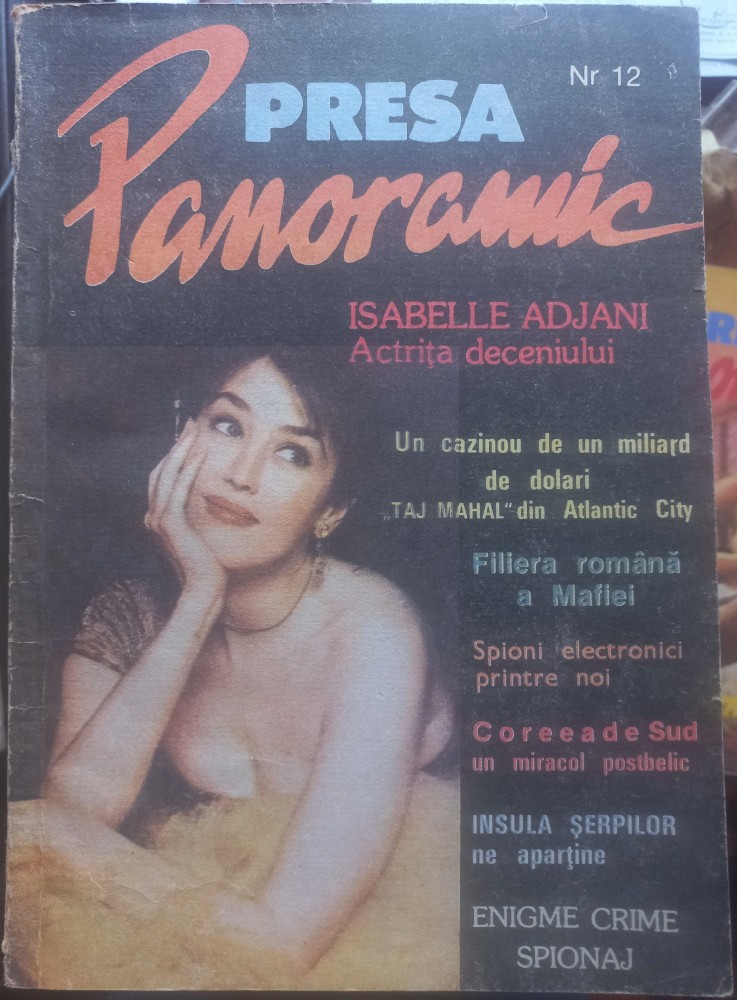 Nr 12
PRESA
Panoramic
ISABELLE ADJANI
Actrița deceniului
Un cazinou de un miliard
de dolari
„TAJ MAHAL" din Atlantic City
Filiera română
a Mafiei
Spioni electronici
printre noi
Coreea de Sud
un miracol postbelic
INSULA ȘERPILOR
ne aparține
ENIGME CRIME
SPIONAJ